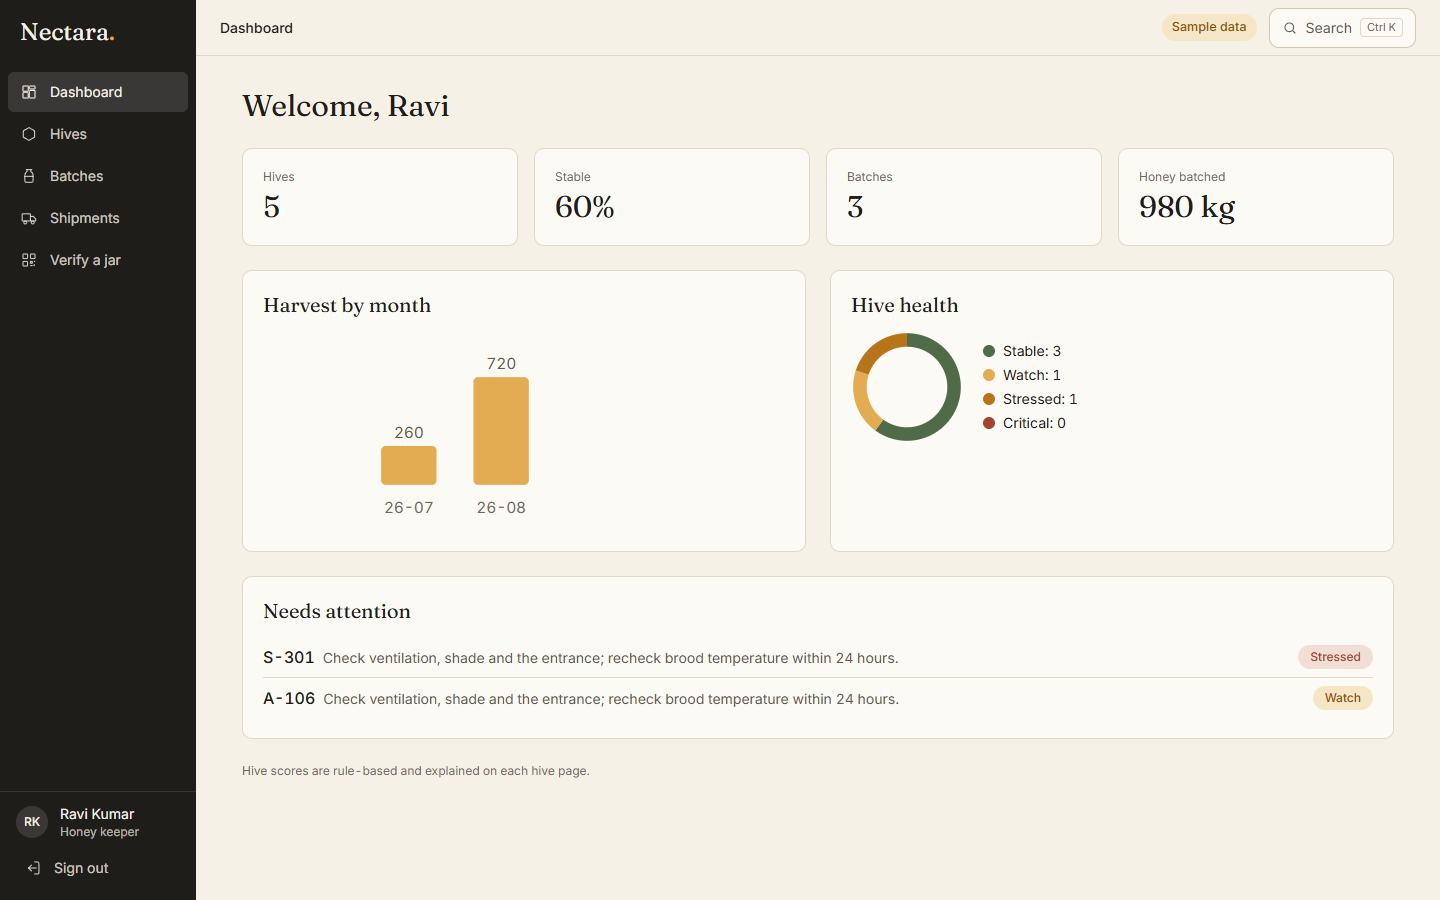 Nectara.
Dashboard
Sample data
Search Ctrl K
Dashboard
Hives
Batches
Shipments
Verify a jar
Welcome, Ravi
Hives
5
Stable
60%
Batches
3
Honey batched
980 kg
Harvest by month
720
260
26-07 26-08
Hive health
Stable: 3
Watch: 1
Stressed: 1
Critical: 0
Needs attention
S-301 Check ventilation, shade and the entrance; recheck brood temperature within 24 hours. Stressed
A-106 Check ventilation, shade and the entrance; recheck brood temperature within 24 hours. Watch
Hive scores are rule-based and explained on each hive page.
RK
Ravi Kumar
Honey keeper
Sign out